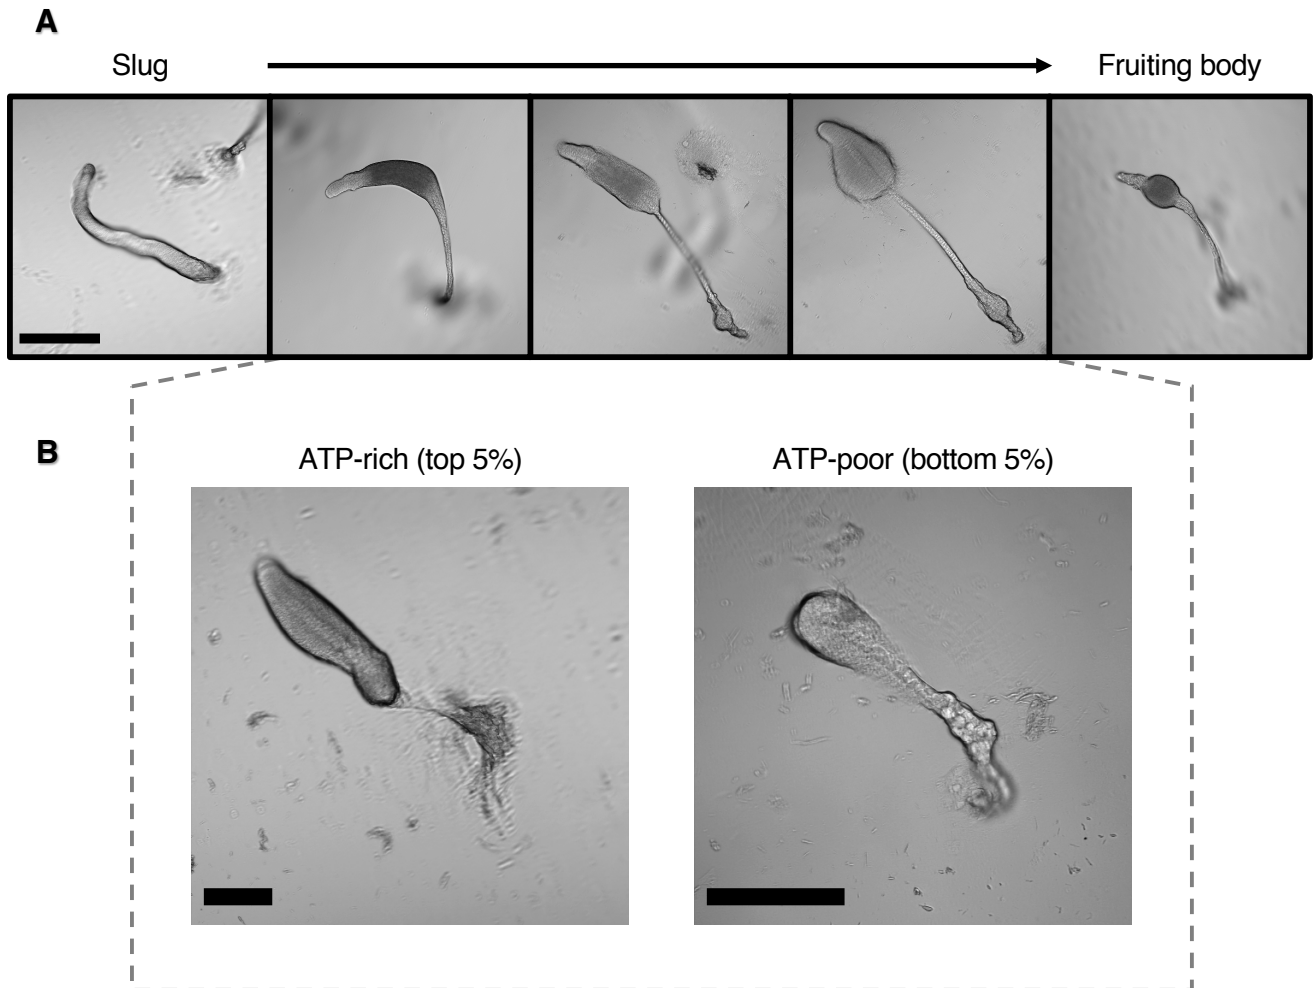 A
Slug
Fruiting body
B
ATP-rich (top 5%)
ATP-poor (bottom 5%)